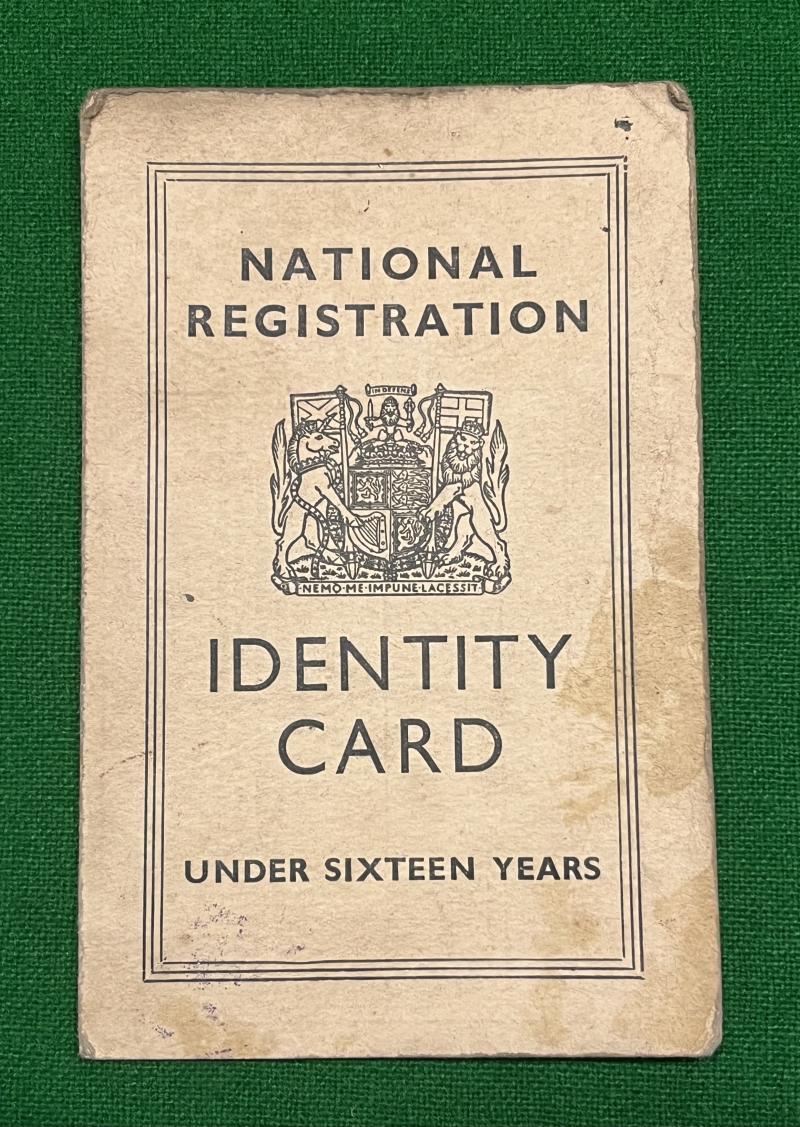 NATIONAL
REGISTRATION
IN DEFENS
NEMO·ME·IMPUNE·LACESSIT
IDENTITY
CARD
UNDER SIXTEEN YEARS